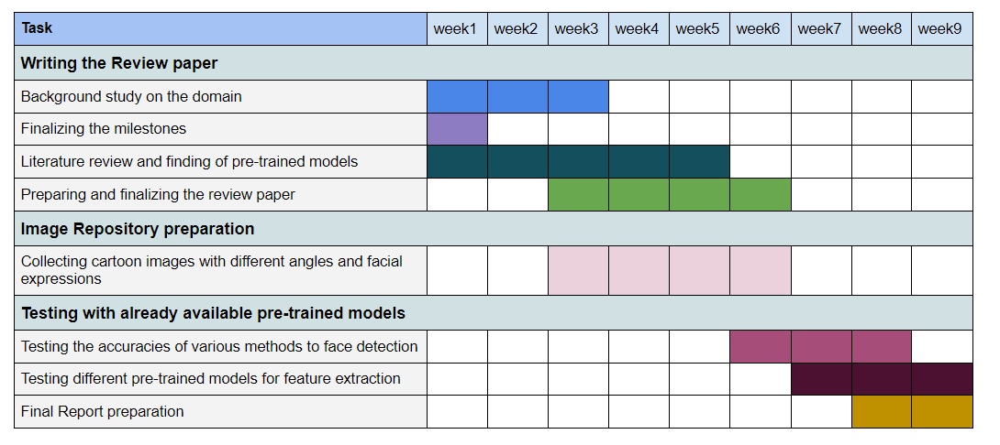 Task week1 week2 week3 week4 week5 week6 week7 week8 week9
Writing the Review paper
Background study on the domain
Finalizing the milestones
Literature review and finding of pre-trained models
Preparing and finalizing the review paper
Image Repository preparation
Collecting cartoon images with different angles and facial
expressions
Testing with already available pre-trained models
Testing the accuracies of various methods to face detection
Testing different pre-trained models for feature extraction
Final Report preparation